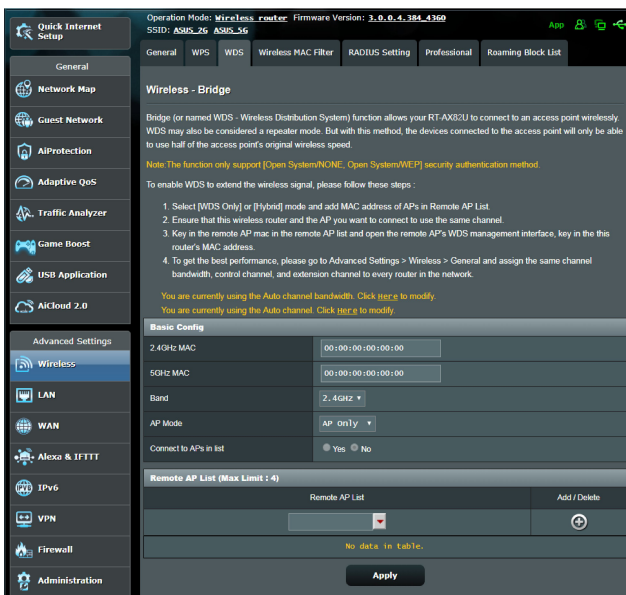 Quick Internet
Setup
General
Network Map
Guest Network
AiProtection
Adaptive QoS
Traffic Analyzer
Game Boost
USB Application
AiCloud 2.0
Advanced Settings
Wireless
LAN
WAN
Alexa & IFTTT
IPv6
VPN
Firewall
Administration
Operation Mode: Wireless router Firmware Version: 3.0.0.4.384_4360
SSID: ASUS_2G ASUS_5G
App
General WPS WDS Wireless MAC Filter RADIUS Setting Professional Roaming Block List
Wireless - Bridge
Bridge (or named WDS - Wireless Distribution System) function allows your RT-AX82U to connect to an access point wirelessly.
WDS may also be considered a repeater mode. But with this method, the devices connected to the access point will only be able
to use half of the access point's original wireless speed.
Note:The function only support [Open System/NONE, Open System/WEP] security authentication method.
To enable WDS to extend the wireless signal, please follow these steps :
1. Select [WDS Only] or [Hybrid] mode and add MAC address of APs in Remote AP List.
2. Ensure that this wireless router and the AP you want to connect to use the same channel.
3. Key in the remote AP mac in the remote AP list and open the remote AP's WDS management interface, key in the this
router's MAC address.
4. To get the best performance, please go to Advanced Settings > Wireless > General and assign the same channel
bandwidth, control channel, and extension channel to every router in the network.
You are currently using the Auto channel bandwidth. Click Here to modify.
You are currently using the Auto channel. Click Here to modify.
Basic Config
2.4GHz MAC 00:00:00:00:00:00
5GHz MAC 00:00:00:00:00:00
Band 2.4GHz
AP Mode AP Only
Connect to APs in list Yes No
Remote AP List (Max Limit : 4)
Remote AP List Add / Delete
No data in table.
Apply